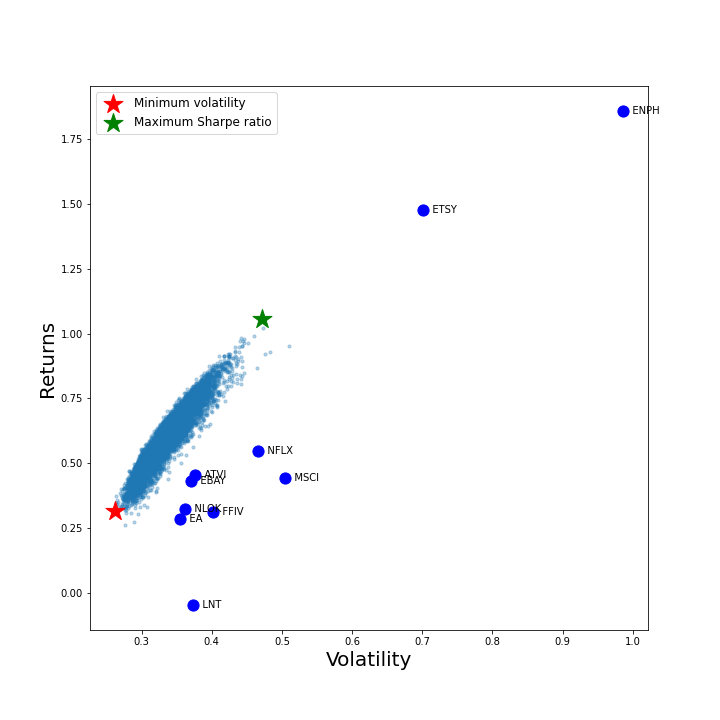 Minimum volatility
Maximum Sharpe ratio
ENPH
1.75
1.50
ETSY
1.25
1.00
0.75
NFLX
0.50
ATVI
MSCI
EBAY
NLOK
FFIV
EA
0.25
0.00
LNT
Returns
0.3 0.4 0.5 0.6 0.7 0.8 0.9 1.0
Volatility